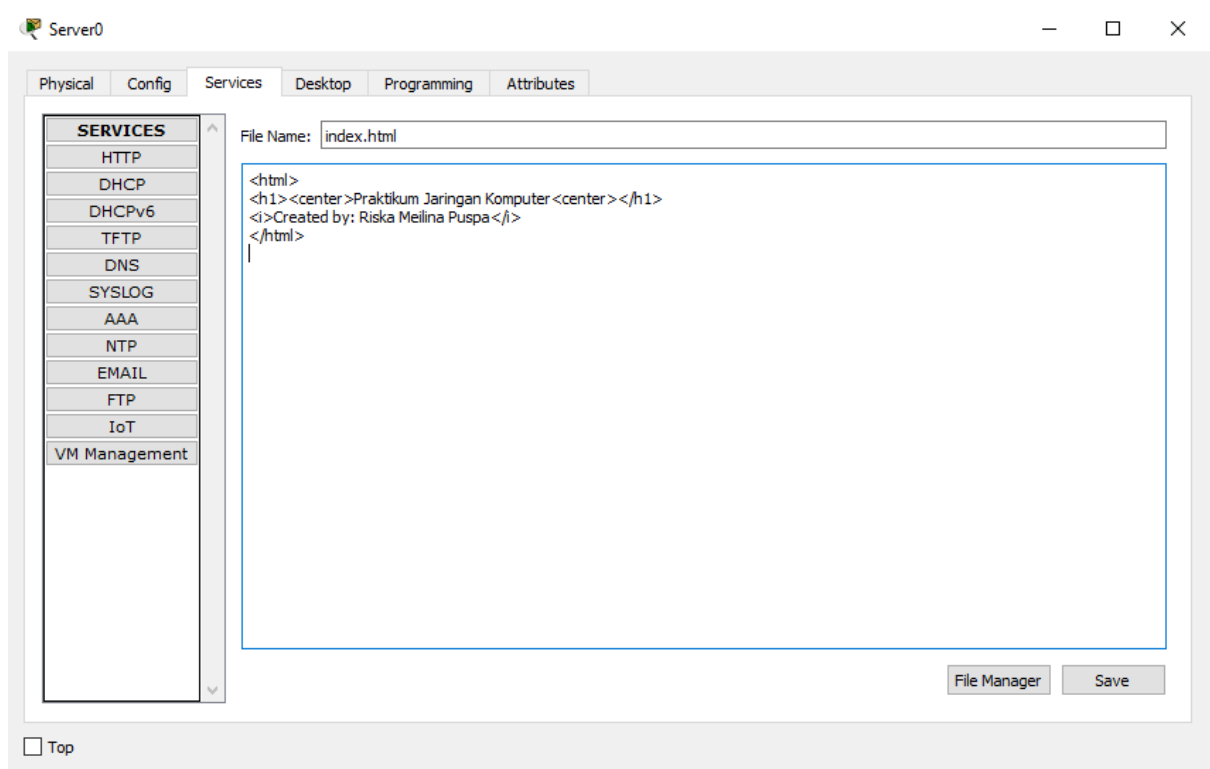 Server0
Physical Config Services Desktop Programming Attributes
SERVICES
HTTP
DHCP
DHCPv6
TFTP
DNS
SYSLOG
AAA
NTP
EMAIL
FTP
IoT
VM Management
File Name: index.html
<html>
<h1><center>Praktikum Jaringan Komputer<center></h1>
<i>Created by: Riska Meilina Puspa</i>
</html>
File Manager Save
Top